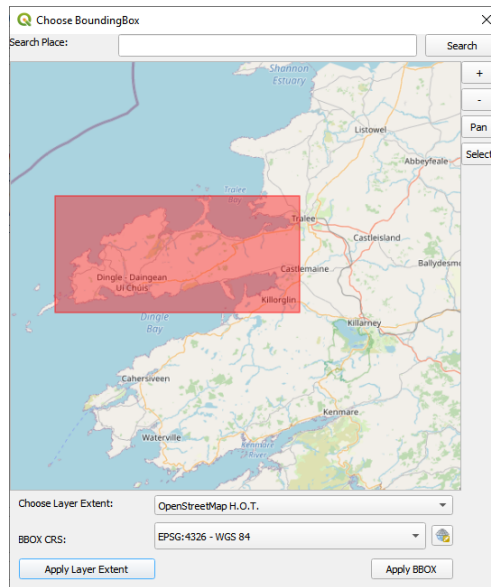 Choose BoundingBox
Search Place:
Search
+
-
Pan
Select
Shannon
Estuary
Listowel
Abbeyfeale
Tralee
Bay
Tralee
Castleisland
Castlemaine
Ballydesmo
Dingle - Daingean
Uí Chúis
Killorglin
Dingle
Bay
Killarney
Cahersiveen
Kenmare
Waterville
Kenmare
River
Choose Layer Extent:
OpenStreetMap H.O.T.
BBOX CRS:
EPSG:4326 - WGS 84
Apply Layer Extent
Apply BBOX